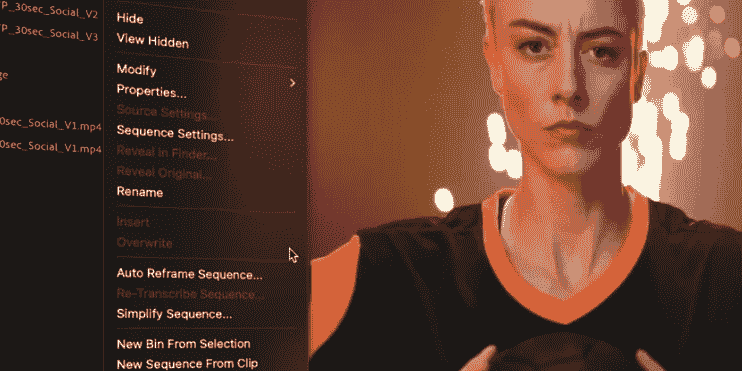 P_30sec_Social_V2
P_30sec_Social_V3
ge
0sec_Social_V1.mp4
0sec_Social_V1.mp4
Hide
View Hidden
Modify
Properties...
Source Settings...
Sequence Settings...
Reveal in Finder...
Reveal Original...
Rename
Insert
Overwrite
Auto Reframe Sequence...
Re-Transcribe Sequence...
Simplify Sequence...
New Bin From Selection
New Sequence From Clip